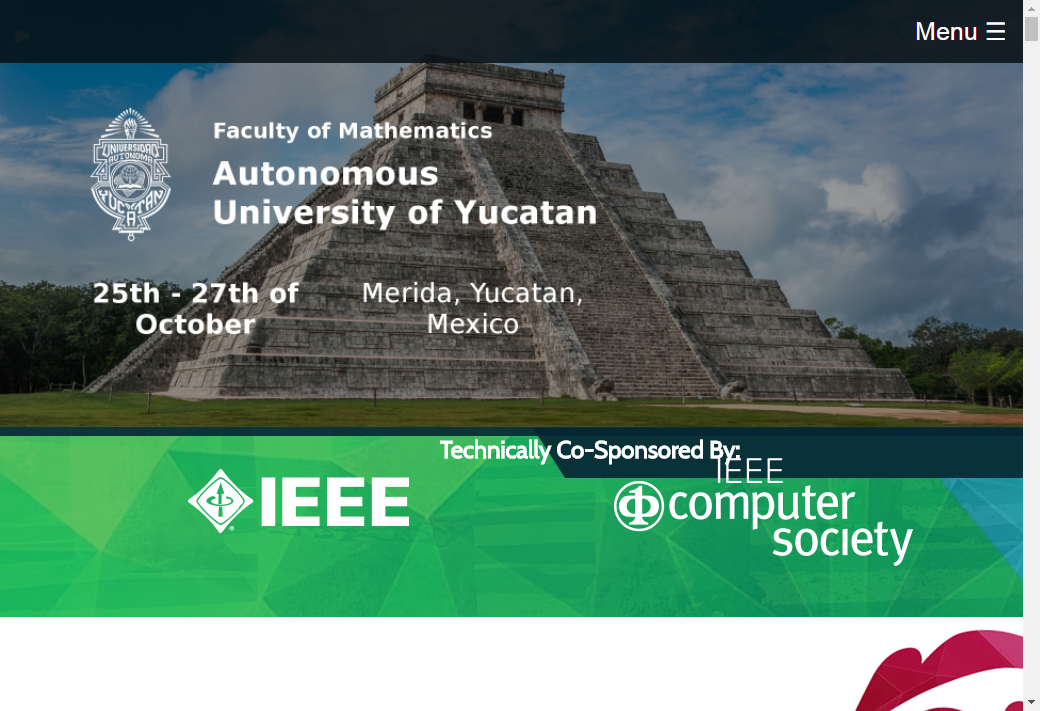 Menu ☰
UNIVERSIDAD
AUTONOMA
YUCATAN
Faculty of Mathematics
Autonomous
University of Yucatan
25th - 27th of
October
Merida, Yucatan,
Mexico
Technically Co-Sponsored By:
IEEE
IEEE
computer
society